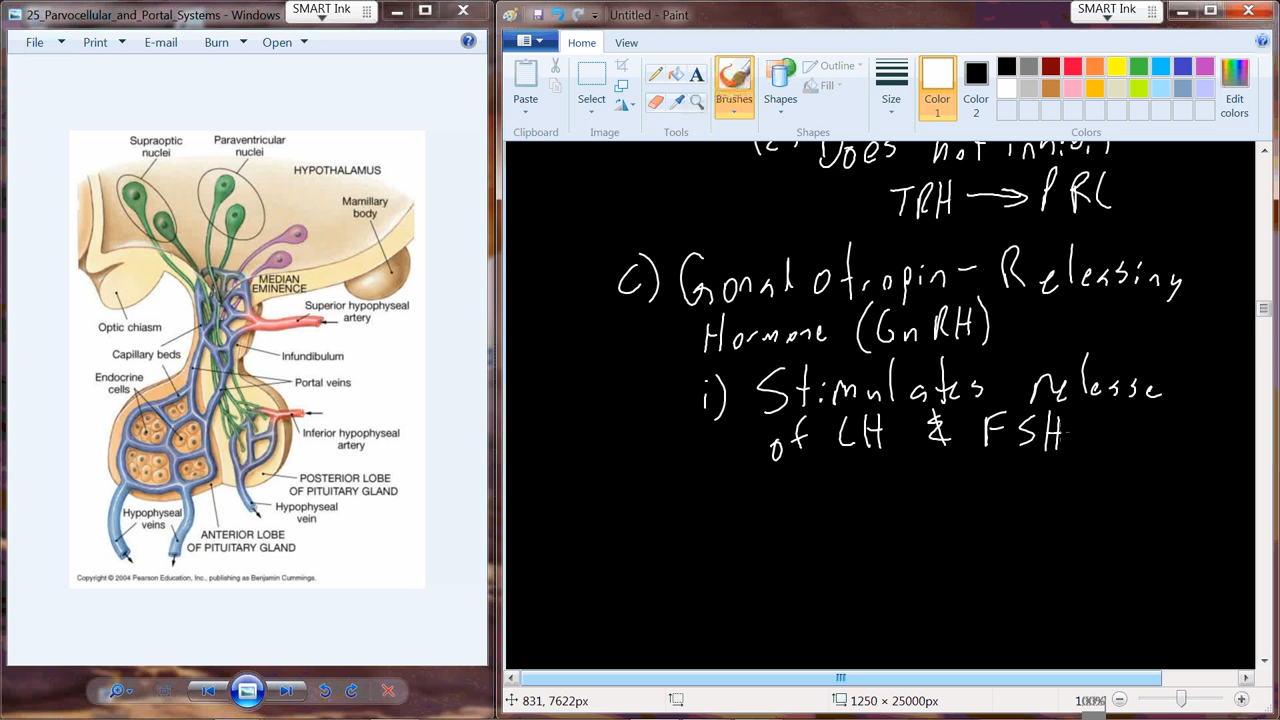 25_Parvocellular_and_Portal_Systems - Windows
SMART Ink
File Print E-mail Burn Open
Supraoptic nuclei
Paraventricular nuclei
HYPOTHALAMUS
Mamillary body
MEDIAN EMINENCE
Superior hypophyseal artery
Optic chiasm
Capillary beds
Infundibulum
Endocrine cells
Portal veins
Inferior hypophyseal artery
POSTERIOR LOBE OF PITUITARY GLAND
Hypophyseal veins
Hypophyseal vein
ANTERIOR LOBE OF PITUITARY GLAND
Copyright © 2004 Pearson Education, Inc., publishing as Benjamin Cummings.
Untitled - Paint
SMART Ink
Home View
Paste
Select
Brushes
Shapes
Outline
Fill
Size
Color 1
Color 2
Edit colors
Clipboard Image Tools Shapes Colors
Does not
TRH → PRL
c) Gonadotropin - Releasing
Hormone (GnRH)
i) Stimulates release
of LH & FSH
831, 7622px
1250 × 25000px
100%